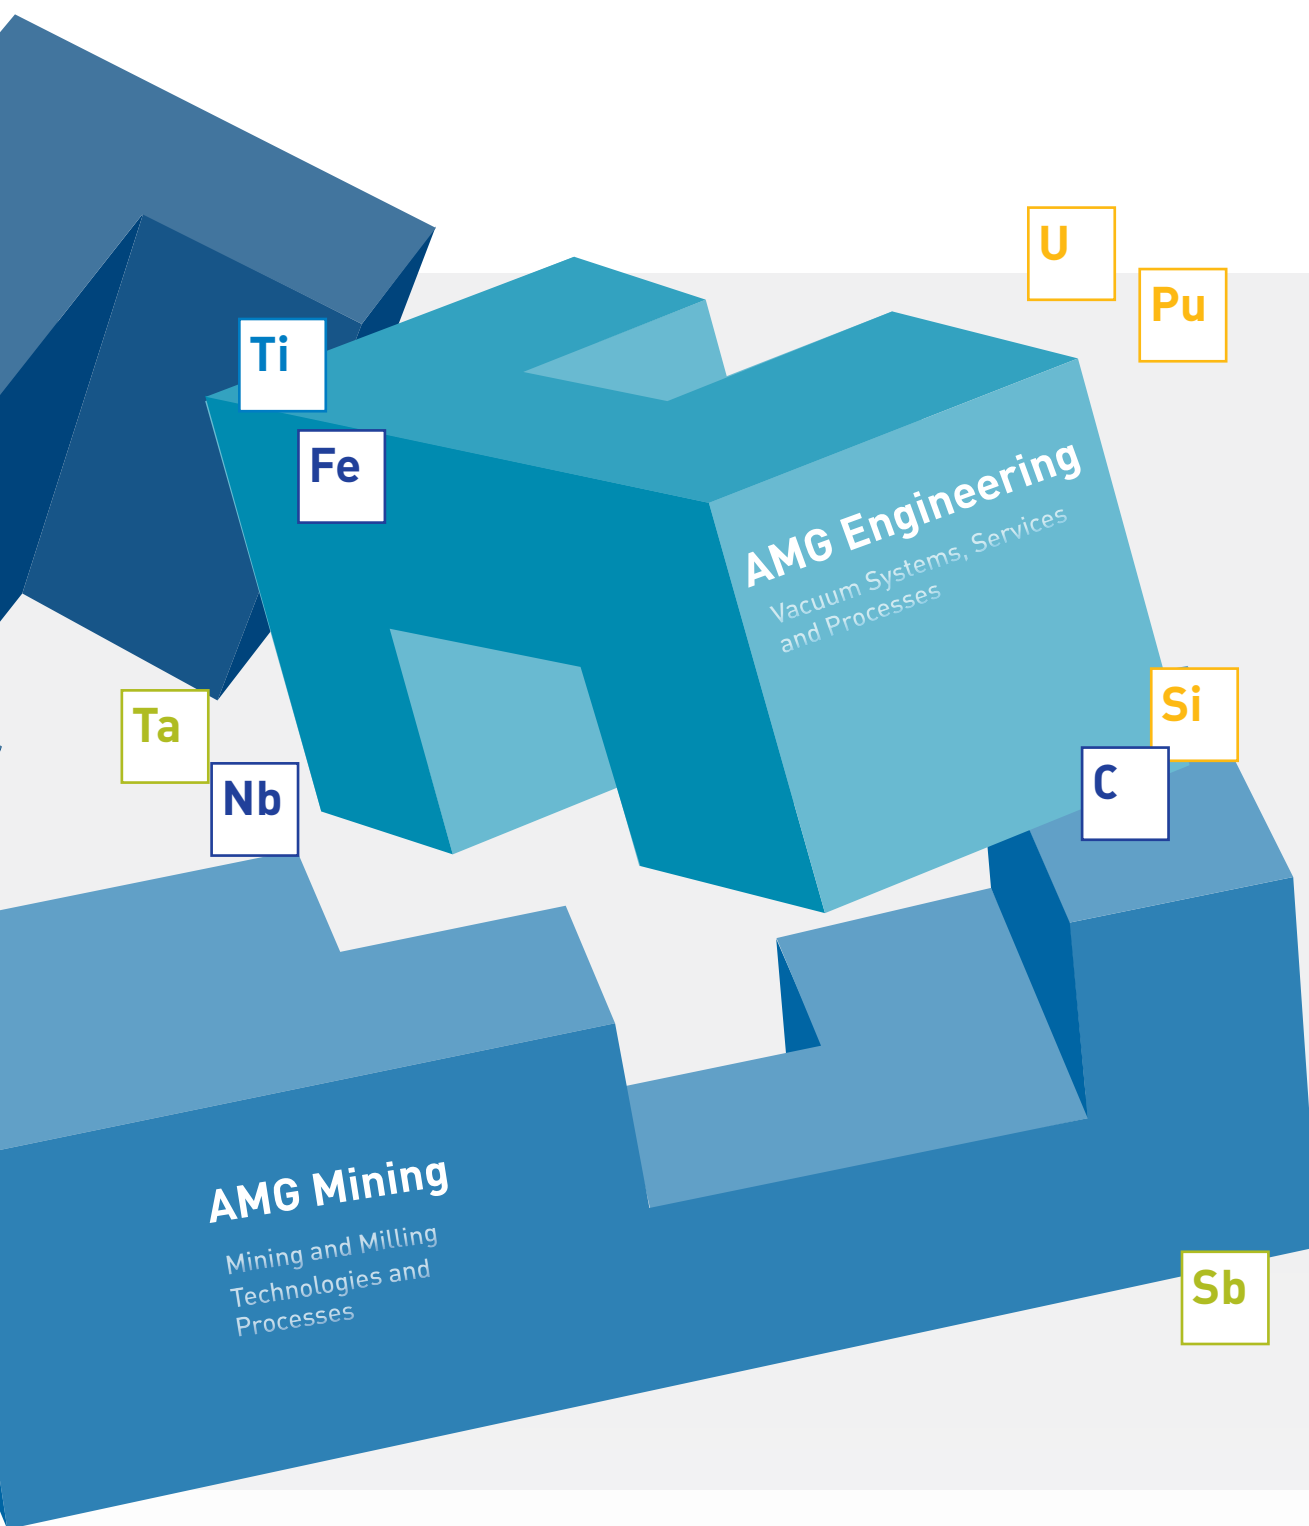 U
Pu
Ti
Fe
AMG Engineering
Vacuum Systems, Services
and Processes
Si
Ta
C
Nb
AMG Mining
Mining and Milling
Technologies and
Processes
Sb